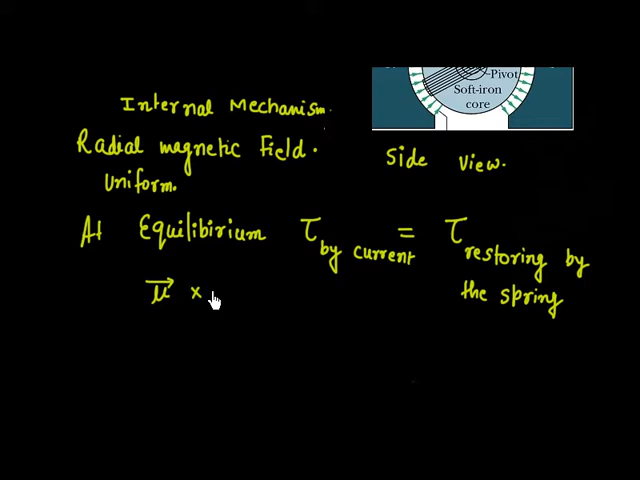 Pivot
Soft-iron
core
Internal Mechanism.
Radial magnetic Field.
Uniform.
Side View.
At Equilibirium τ by current = τ restoring by the spring
μ⃗ ×